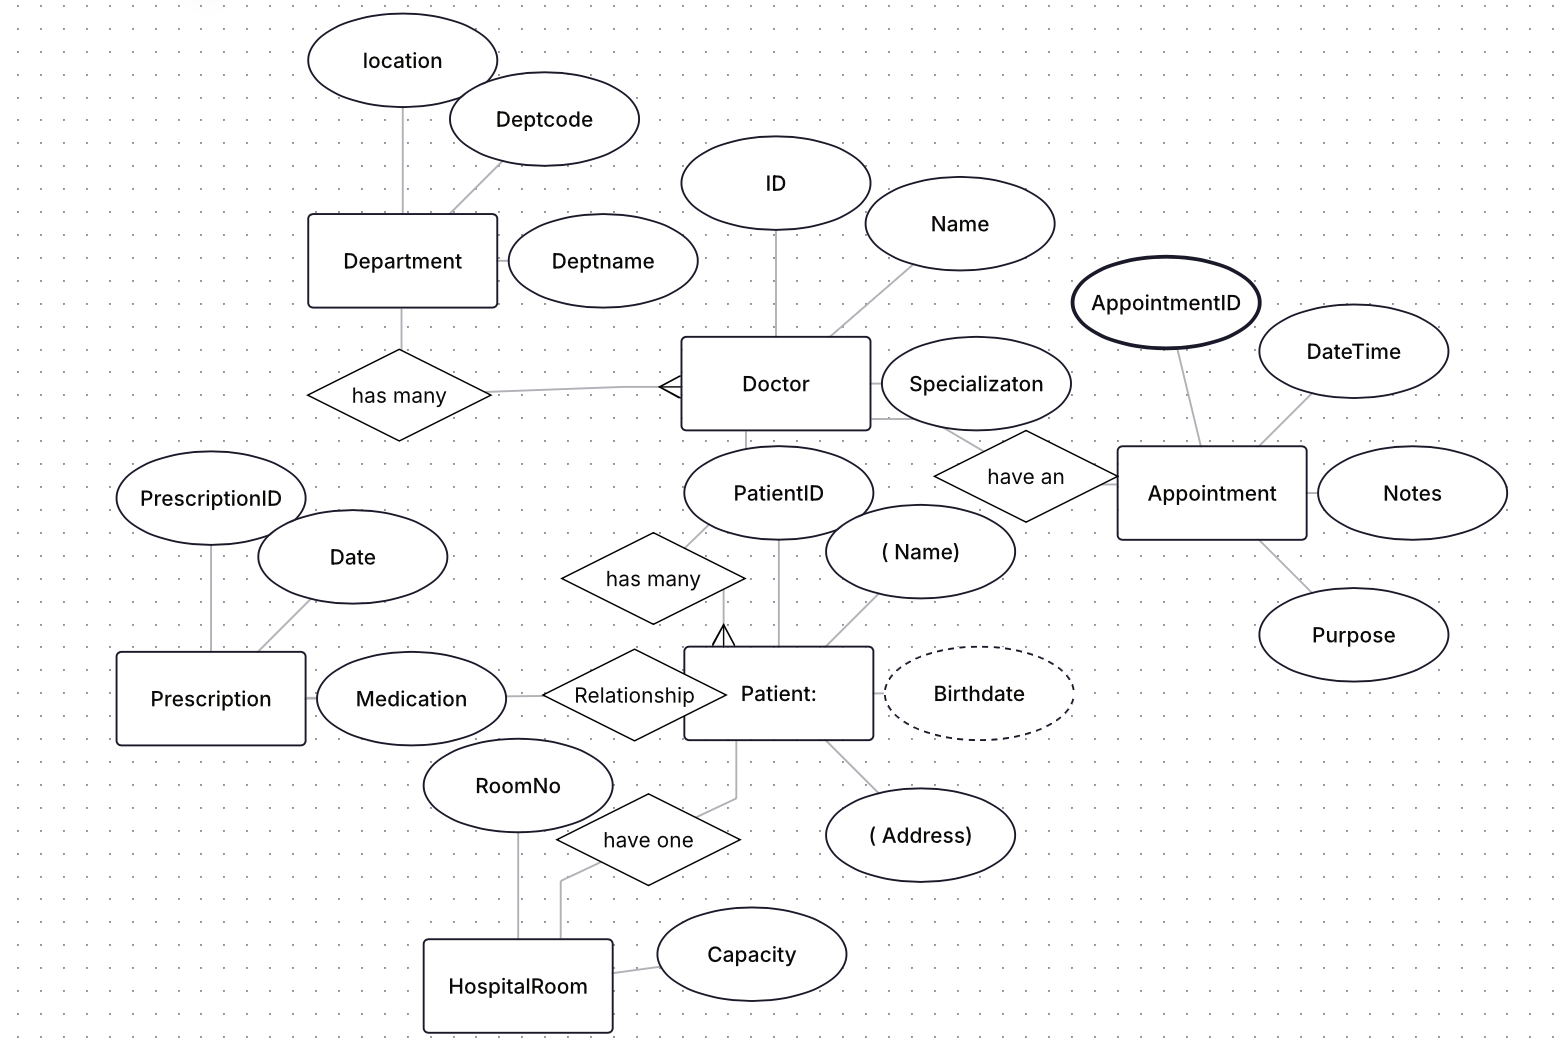 location
Deptcode
ID
Name
Department
Deptname
AppointmentID
DateTime
has many
Doctor
Specializaton
have an
Appointment
Notes
PrescriptionID
Date
PatientID
( Name)
has many
Purpose
Prescription
Medication
Relationship
Patient:
Birthdate
RoomNo
have one
( Address)
Capacity
HospitalRoom